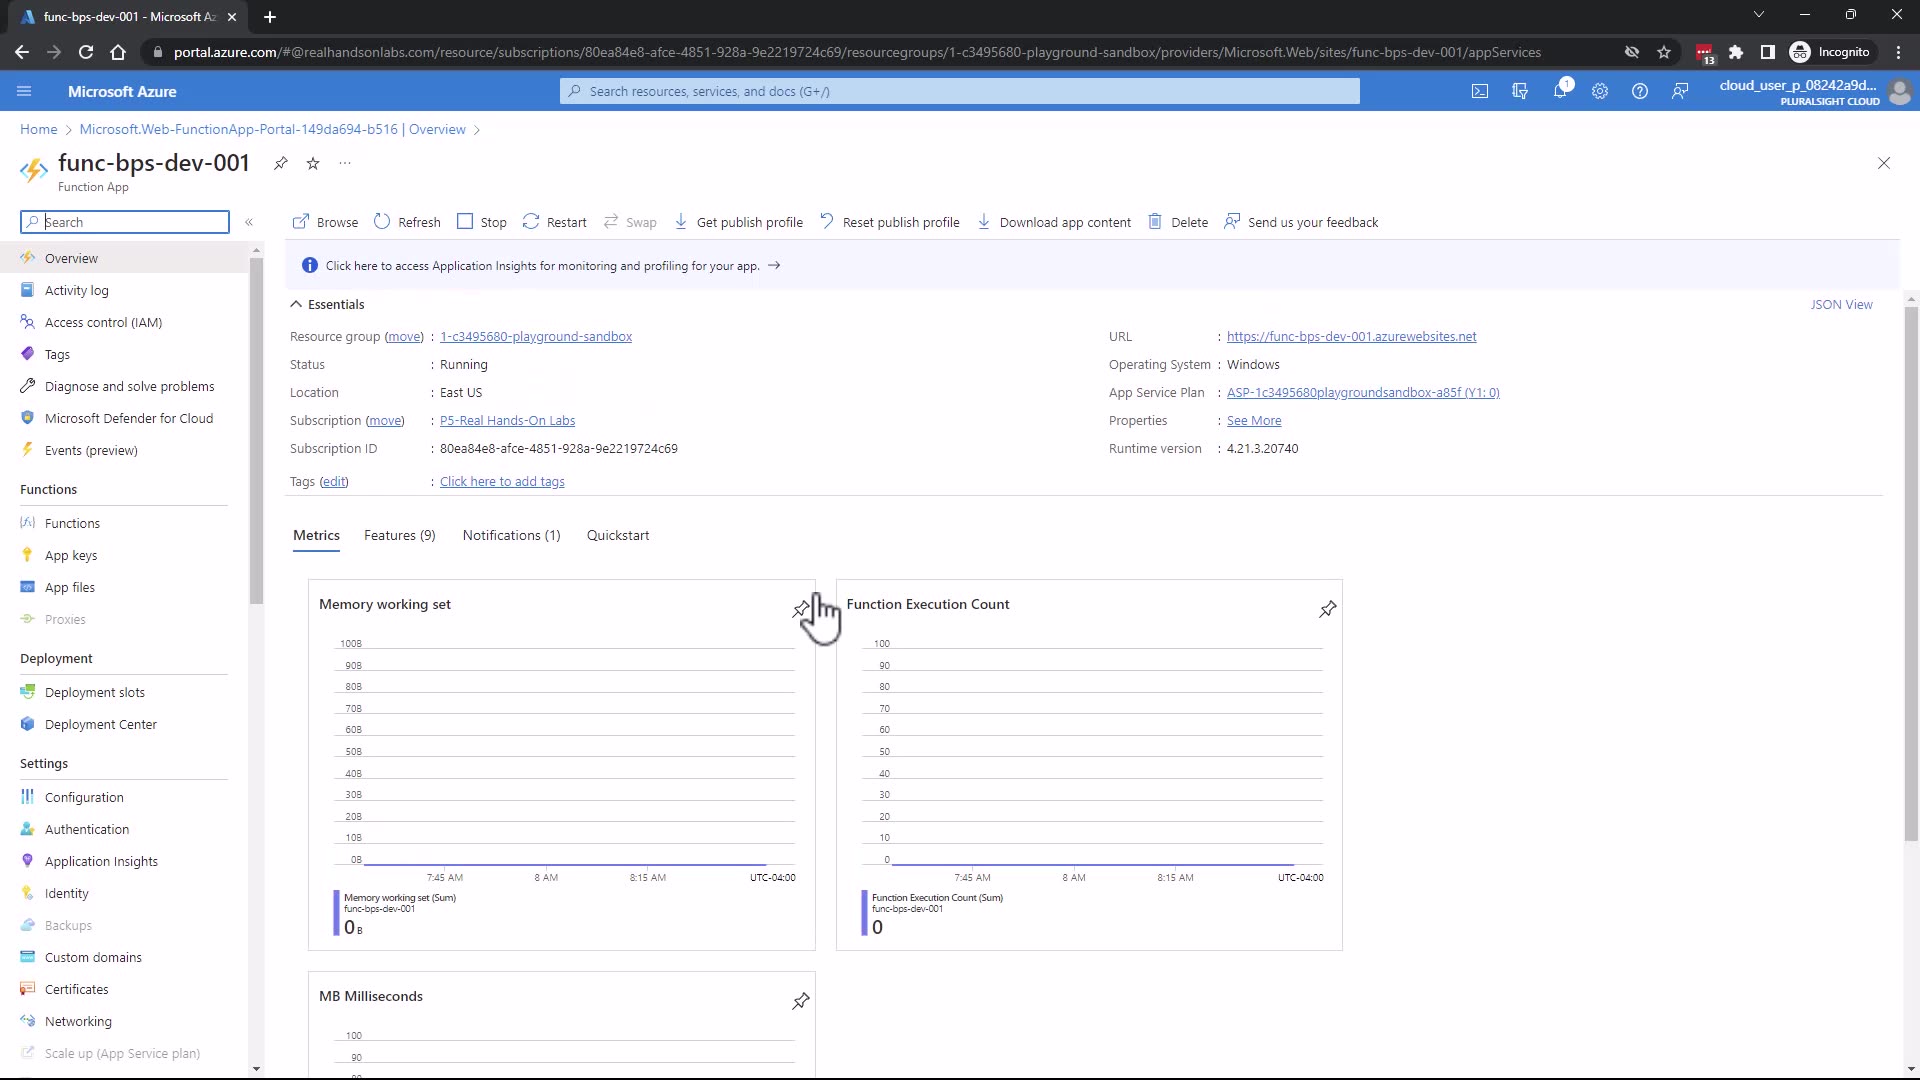 func-bps-dev-001 - Microsoft Az
portal.azure.com/#@realhandsonlabs.com/resource/subscriptions/80ea84e8-afce-4851-928a-9e2219724c69/resourcegroups/1-c3495680-playground-sandbox/providers/Microsoft.Web/sites/func-bps-dev-001/appServices
13
Incognito
Microsoft Azure
Search resources, services, and docs (G+/)
1
cloud_user_p_08242a9d...
PLURALSIGHT CLOUD
Home > Microsoft.Web-FunctionApp-Portal-149da694-b516 | Overview >
func-bps-dev-001
Function App
Search
«
Browse Refresh Stop Restart Swap Get publish profile Reset publish profile Download app content Delete Send us your feedback
Click here to access Application Insights for monitoring and profiling for your app. →
Overview
Activity log
Access control (IAM)
Tags
Diagnose and solve problems
Microsoft Defender for Cloud
Events (preview)
Functions
Functions
App keys
App files
Proxies
Deployment
Deployment slots
Deployment Center
Settings
Configuration
Authentication
Application Insights
Identity
Backups
Custom domains
Certificates
Networking
Scale up (App Service plan)
Essentials
JSON View
Resource group (move) : 1-c3495680-playground-sandbox
Status : Running
Location : East US
Subscription (move) : P5-Real Hands-On Labs
Subscription ID : 80ea84e8-afce-4851-928a-9e2219724c69
Tags (edit) : Click here to add tags
URL : https://func-bps-dev-001.azurewebsites.net
Operating System : Windows
App Service Plan : ASP-1c3495680playgroundsandbox-a85f (Y1: 0)
Properties : See More
Runtime version : 4.21.3.20740
Metrics Features (9) Notifications (1) Quickstart
Memory working set
100B
90B
80B
70B
60B
50B
40B
30B
20B
10B
0B
7:45 AM 8 AM 8:15 AM UTC-04:00
Memory working set (Sum)
func-bps-dev-001
0 B
Function Execution Count
100
90
80
70
60
50
40
30
20
10
0
7:45 AM 8 AM 8:15 AM UTC-04:00
Function Execution Count (Sum)
func-bps-dev-001
0
MB Milliseconds
100
90